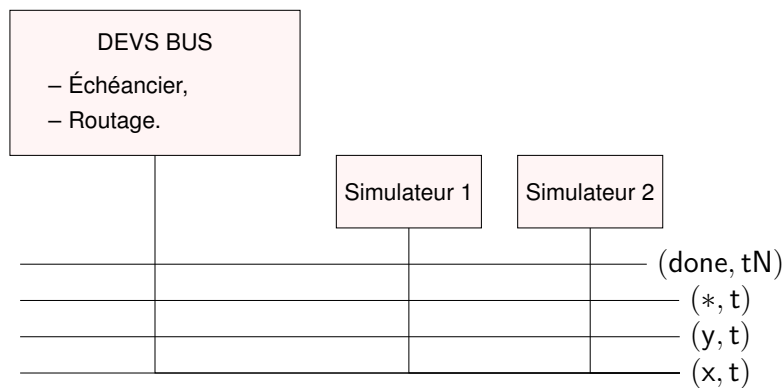 DEVS BUS
– Échéancier,
– Routage.
Simulateur 1
Simulateur 2
(done, tN)
(∗, t)
(y, t)
(x, t)